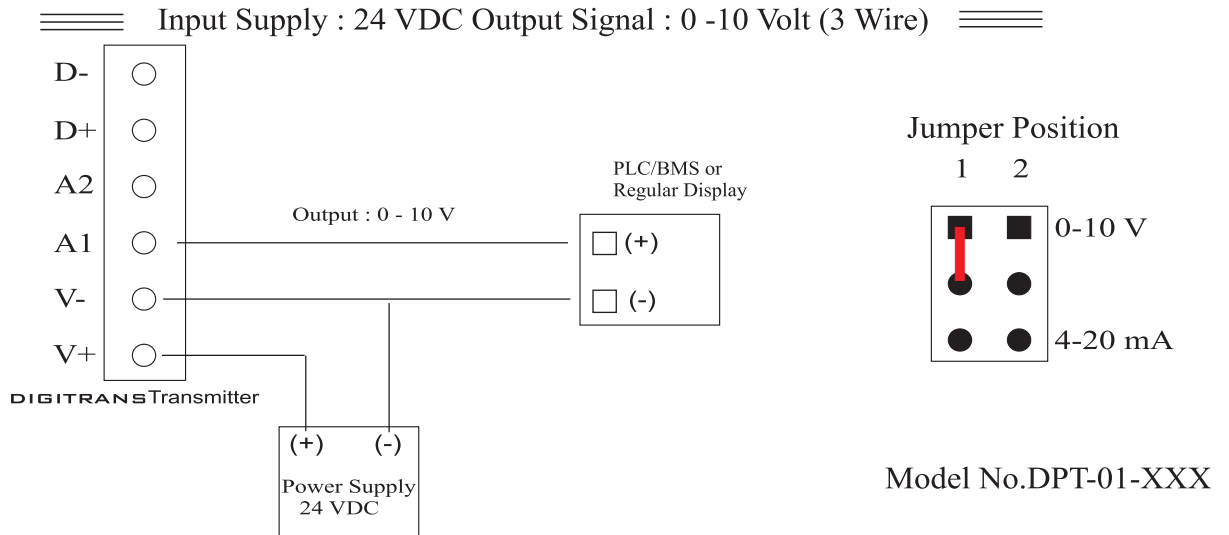 Input Supply : 24 VDC Output Signal : 0 -10 Volt (3 Wire)
D-
D+
A2
A1
V-
V+
DIGITRANSTransmitter
Output : 0 - 10 V
PLC/BMS or
Regular Display
(+)
(-)
(+) (-)
Power Supply
24 VDC
Jumper Position
1 2
0-10 V
4-20 mA
Model No.DPT-01-XXX